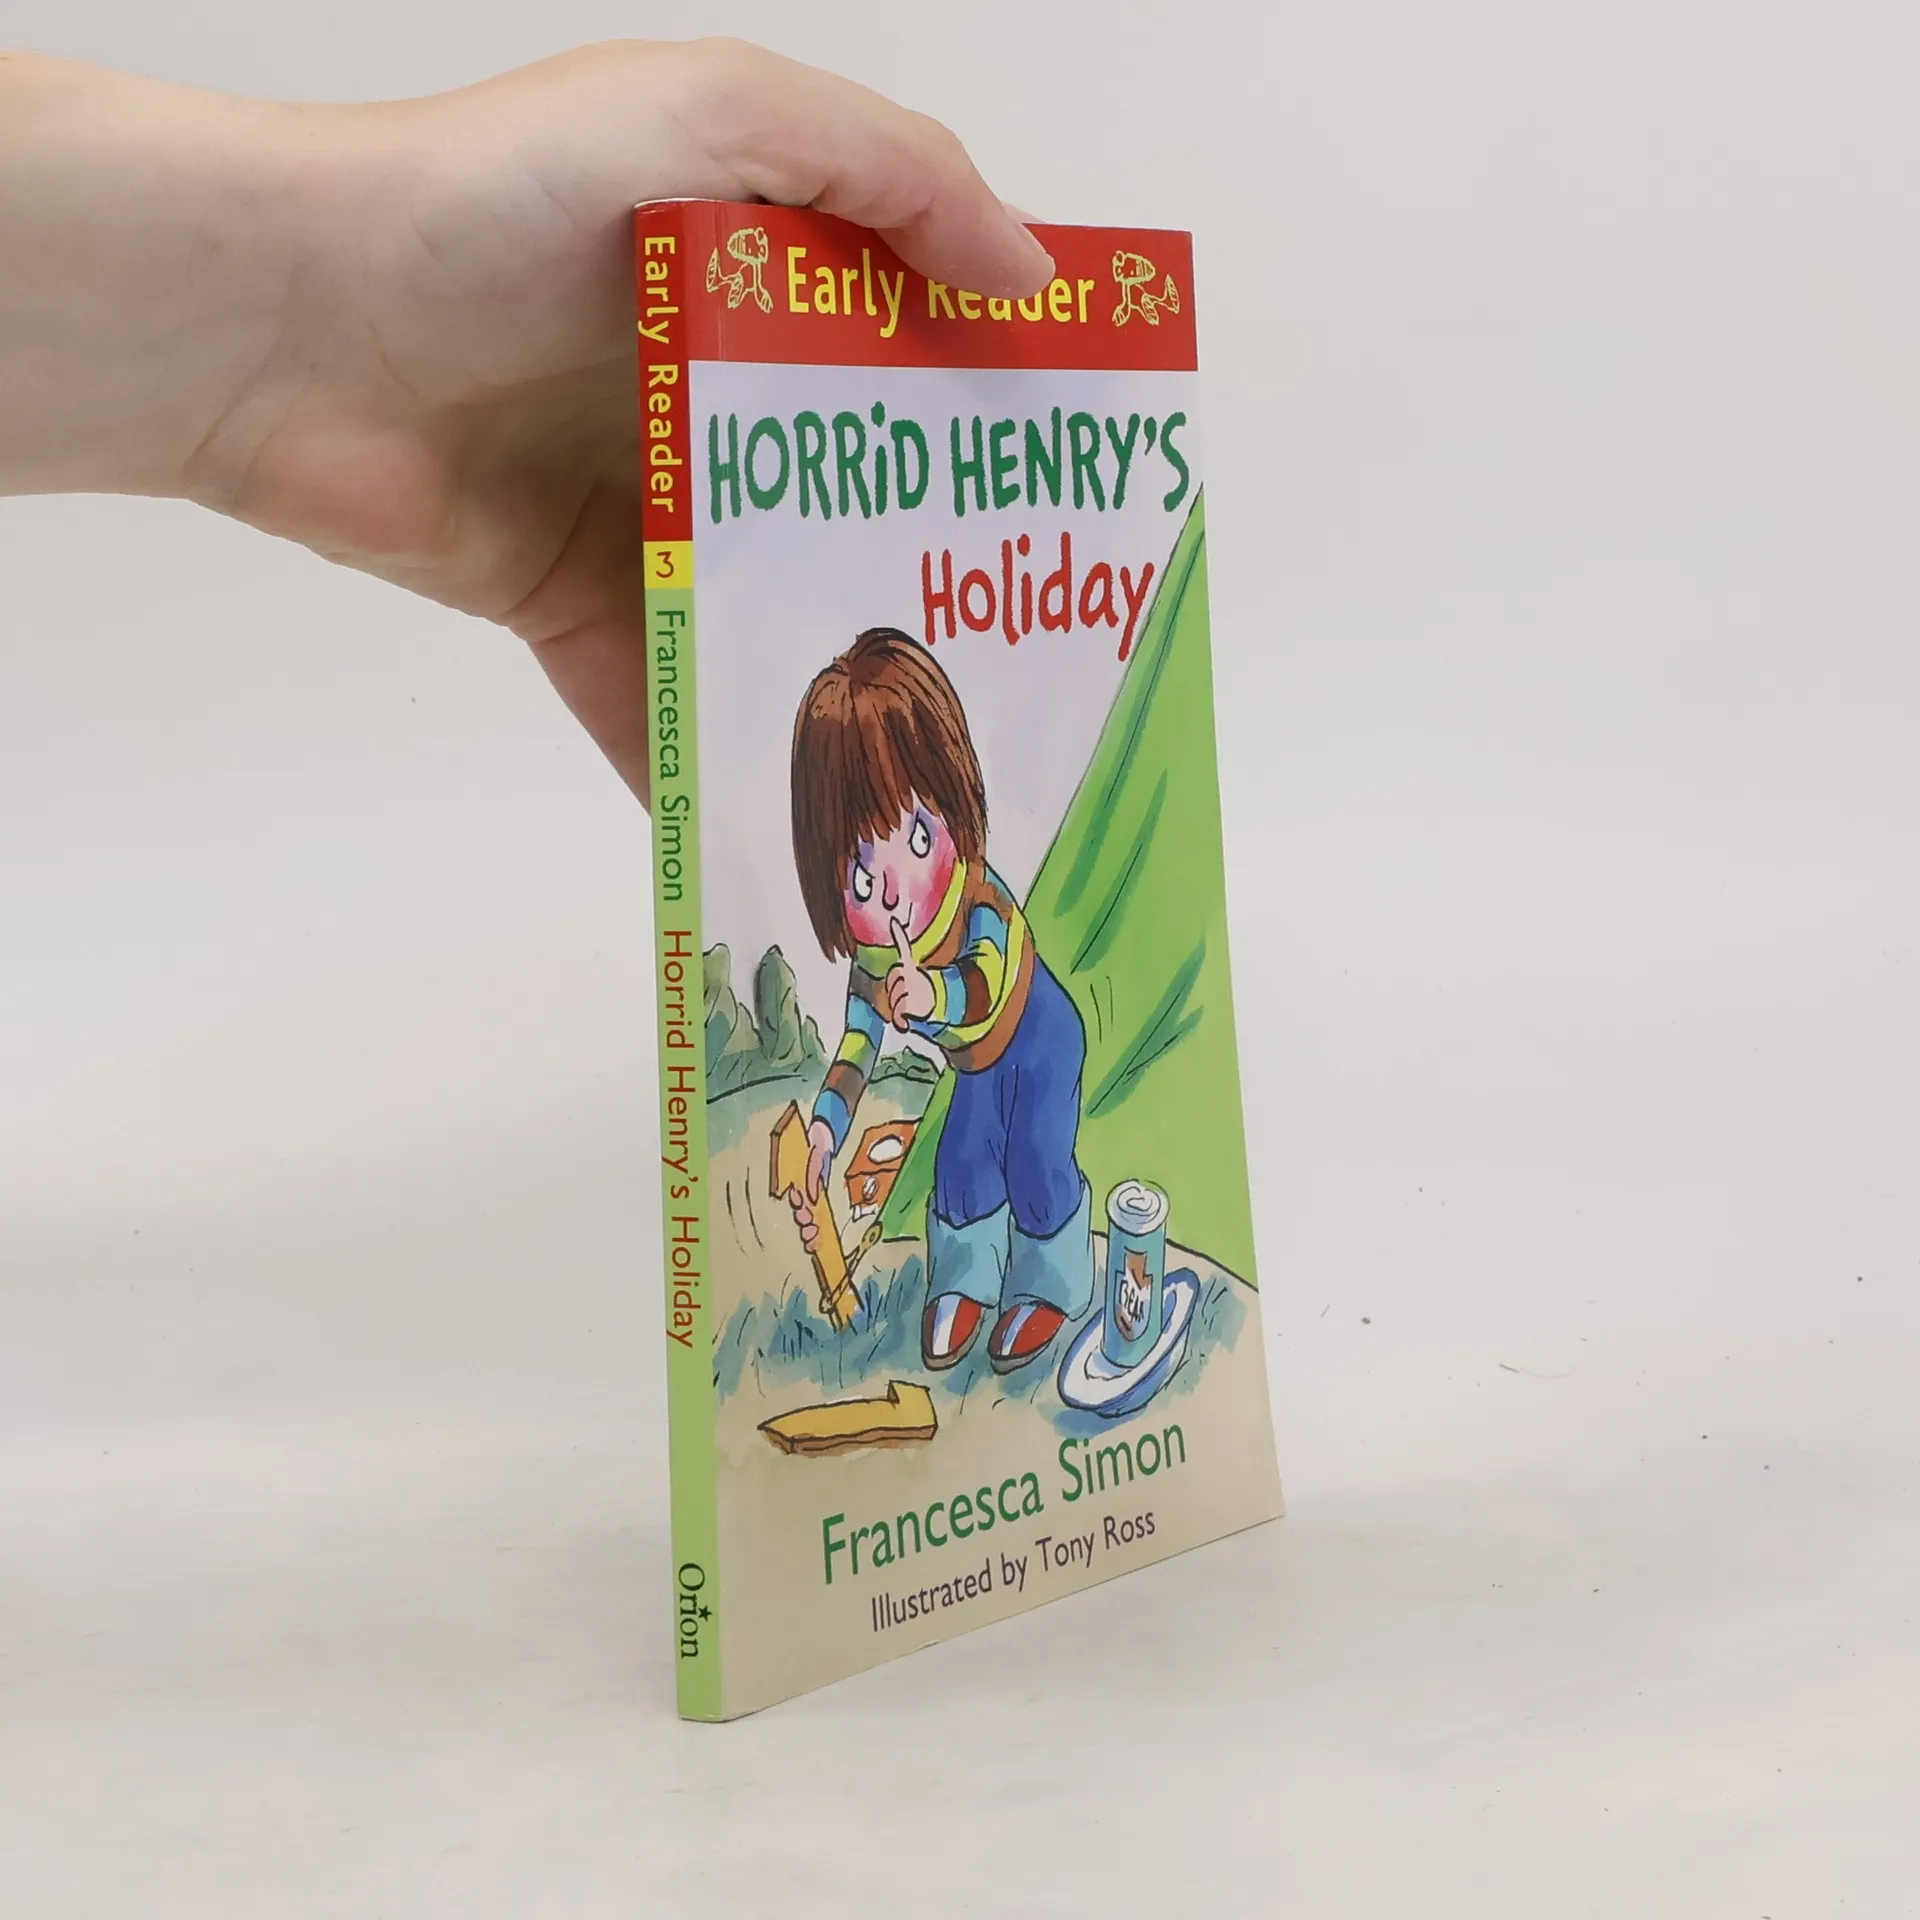 Early Reader
HORRiD HENRY'S
Holiday
BEAN
Francesca Simon
Illustrated by Tony Ross
Early Reader 3 Francesca Simon Horrid Henry's Holiday Orion